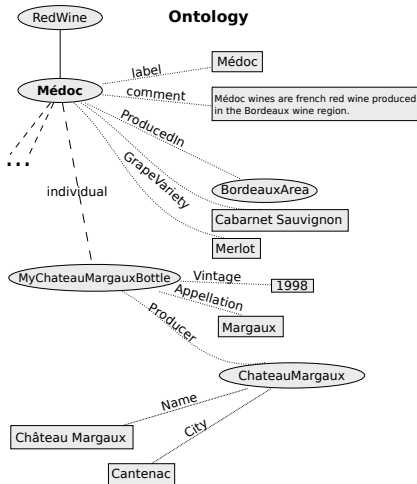 RedWine
Ontology
Médoc
label
Médoc
comment
Médoc wines are french red wine produced
in the Bordeaux wine region.
ProducedIn
GrapeVariety
...
individual
BordeauxArea
Cabarnet Sauvignon
Merlot
MyChateauMargauxBottle
Vintage
1998
Appellation
Margaux
Producer
ChateauMargaux
Name
Château Margaux
City
Cantenac